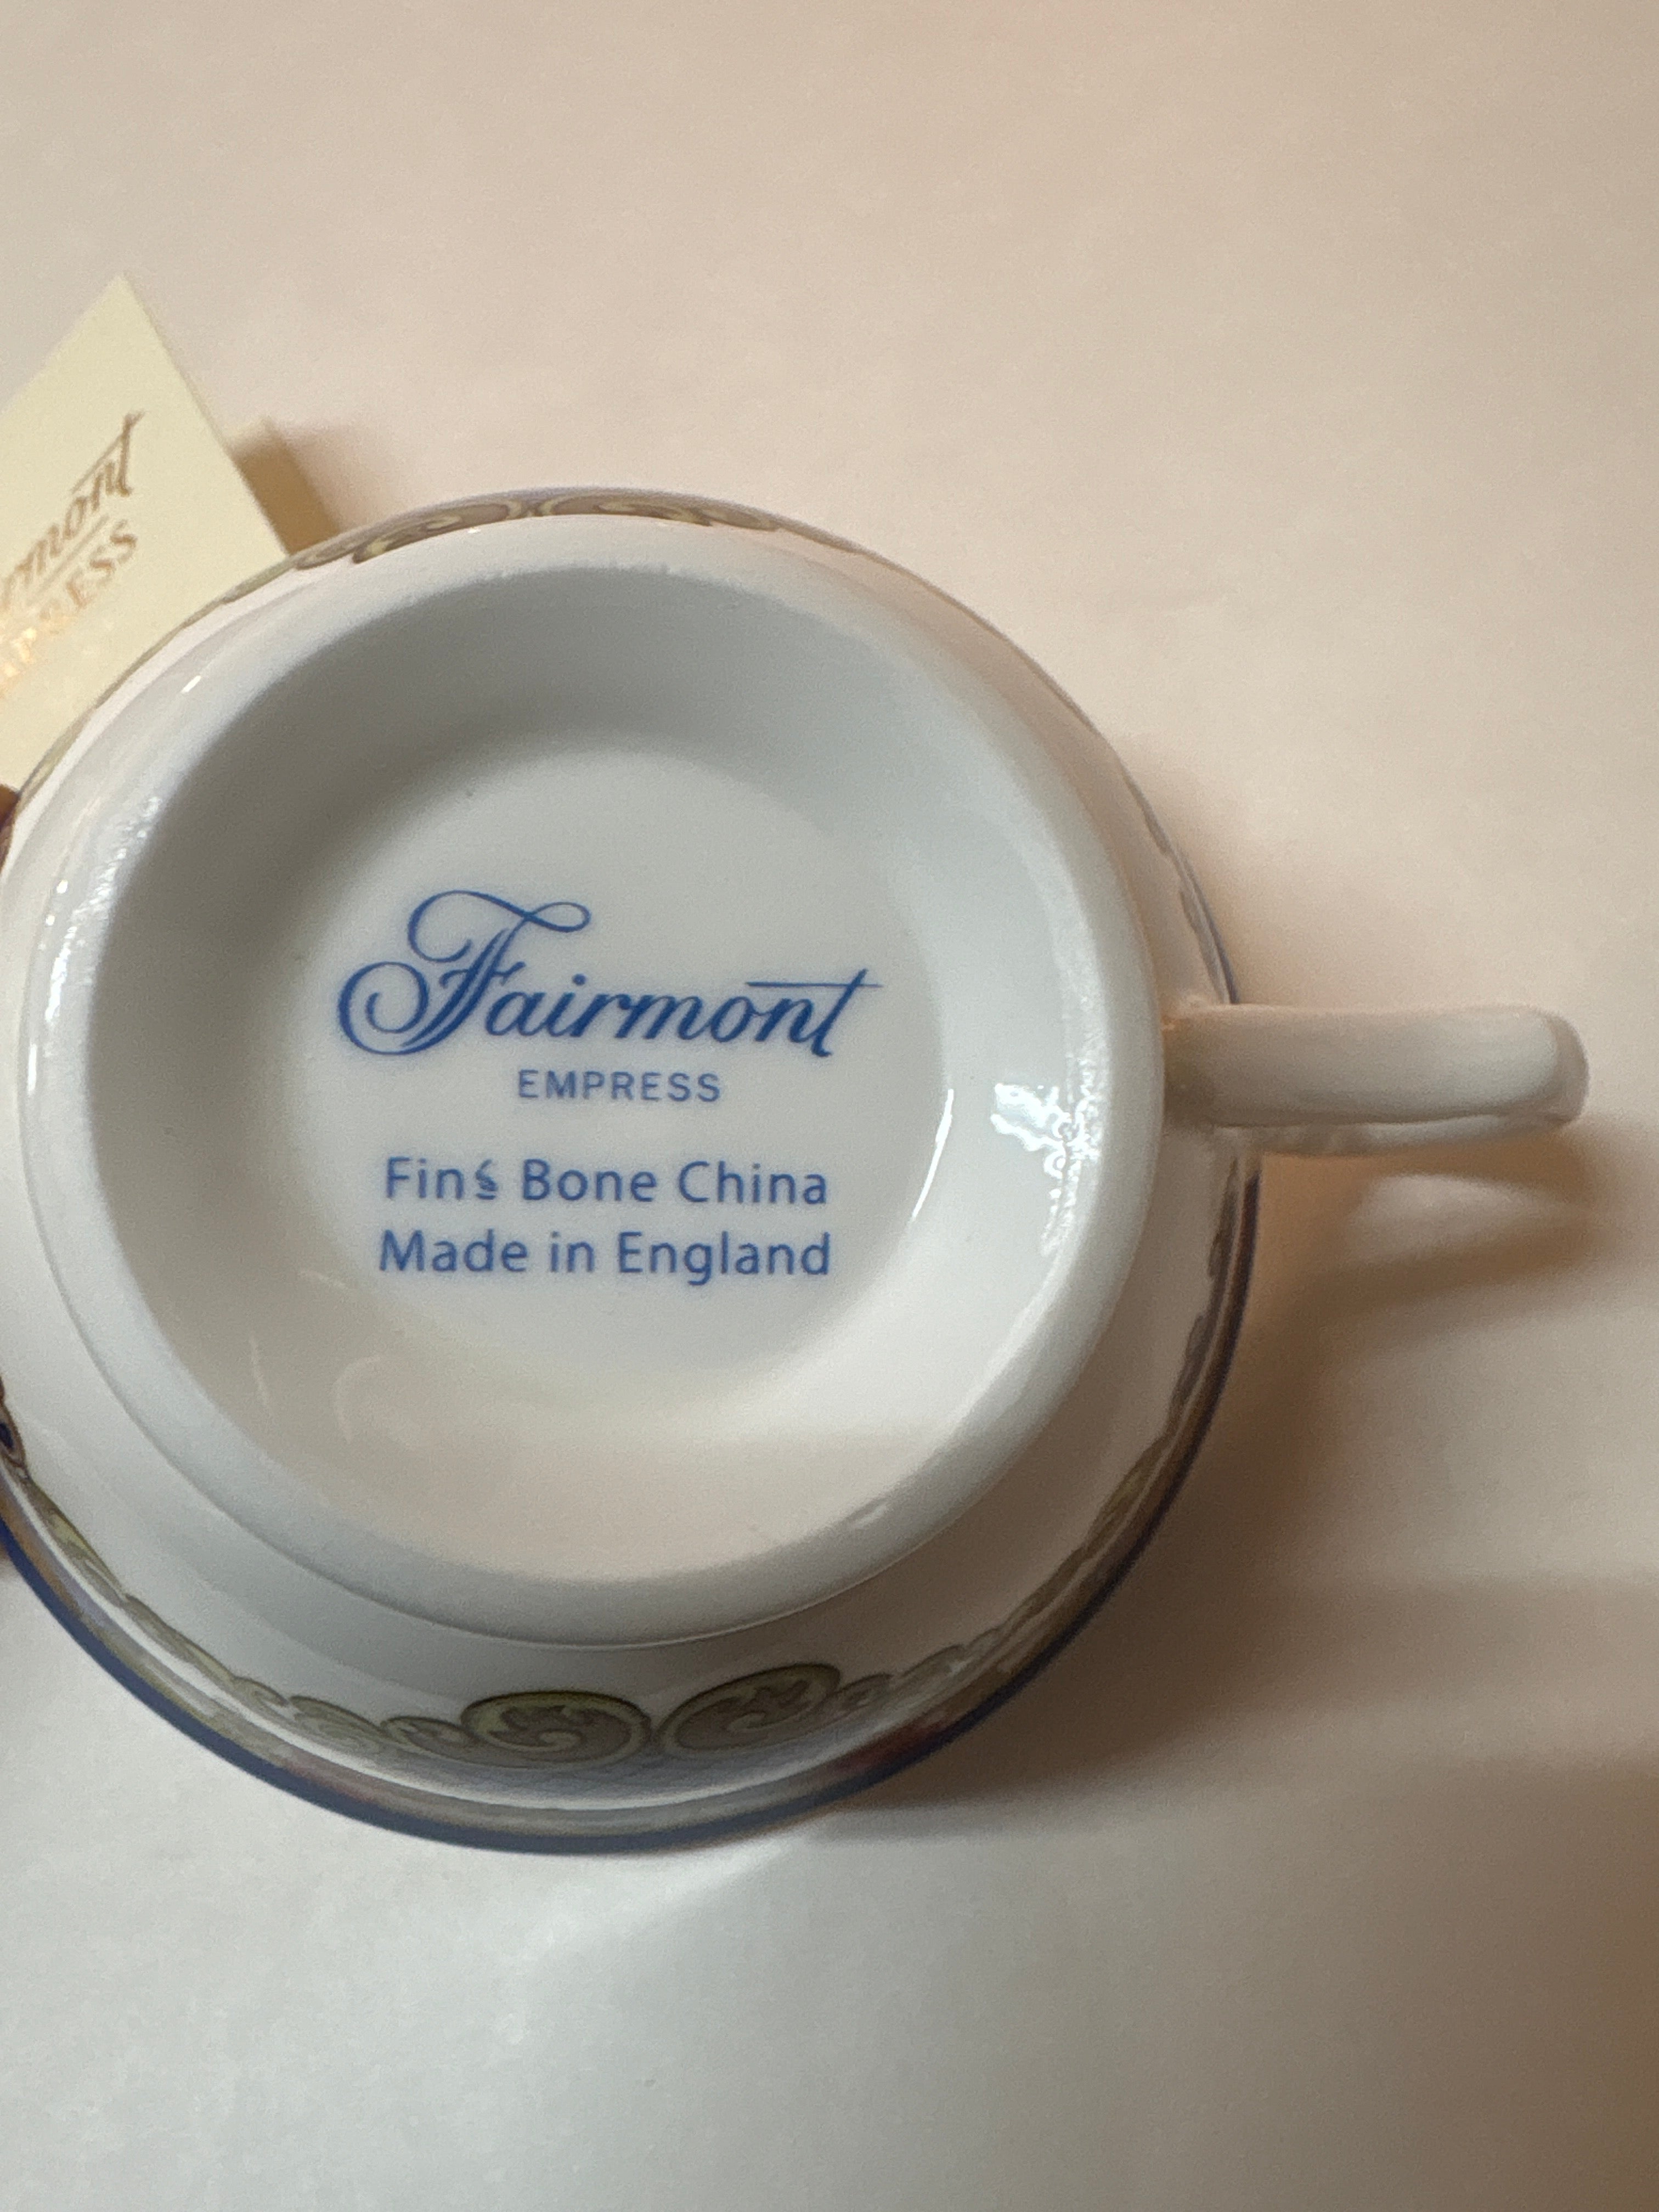 Fairmont
EMPRESS
Fine Bone China
Made in England